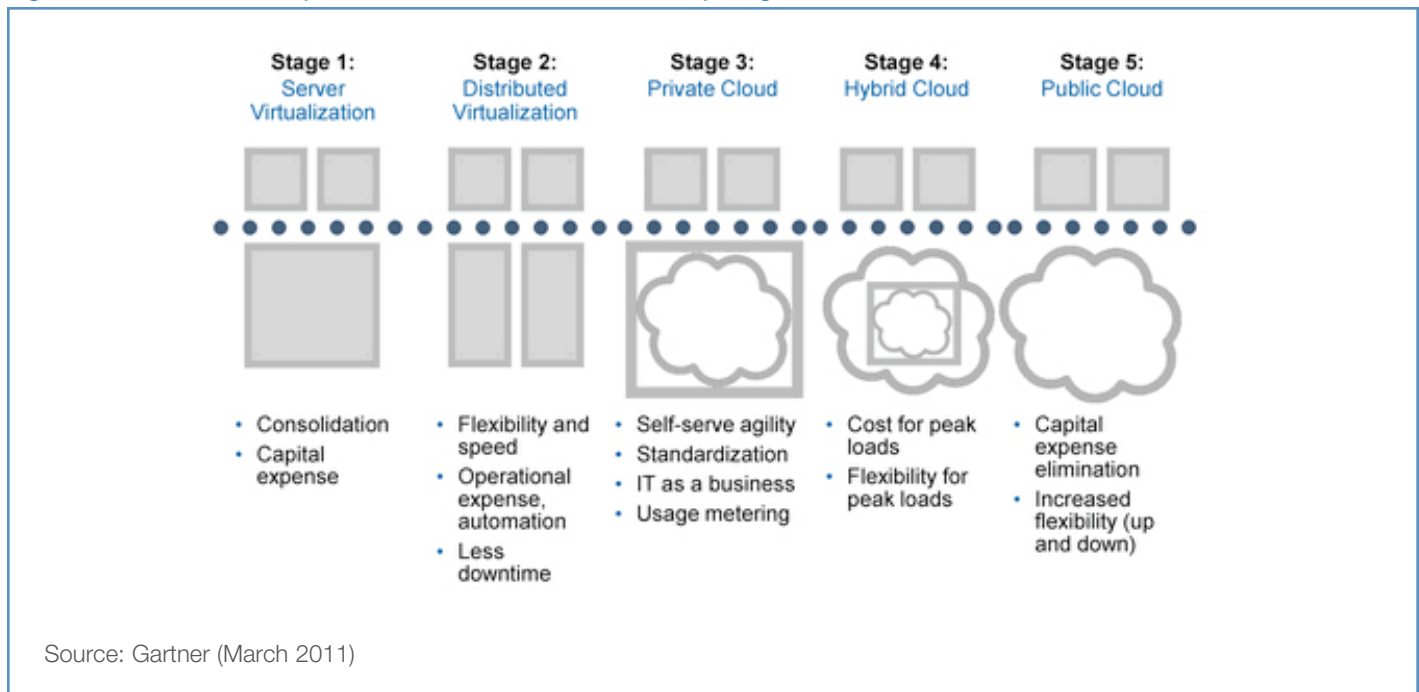 Stage 1:
Server
Virtualization
Stage 2:
Distributed
Virtualization
Stage 3:
Private Cloud
Stage 4:
Hybrid Cloud
Stage 5:
Public Cloud
• Consolidation
• Capital
expense
• Flexibility and
speed
• Operational
expense,
automation
• Less
downtime
• Self-serve agility
• Standardization
• IT as a business
• Usage metering
• Cost for peak
loads
• Flexibility for
peak loads
• Capital
expense
elimination
• Increased
flexibility (up
and down)
Source: Gartner (March 2011)